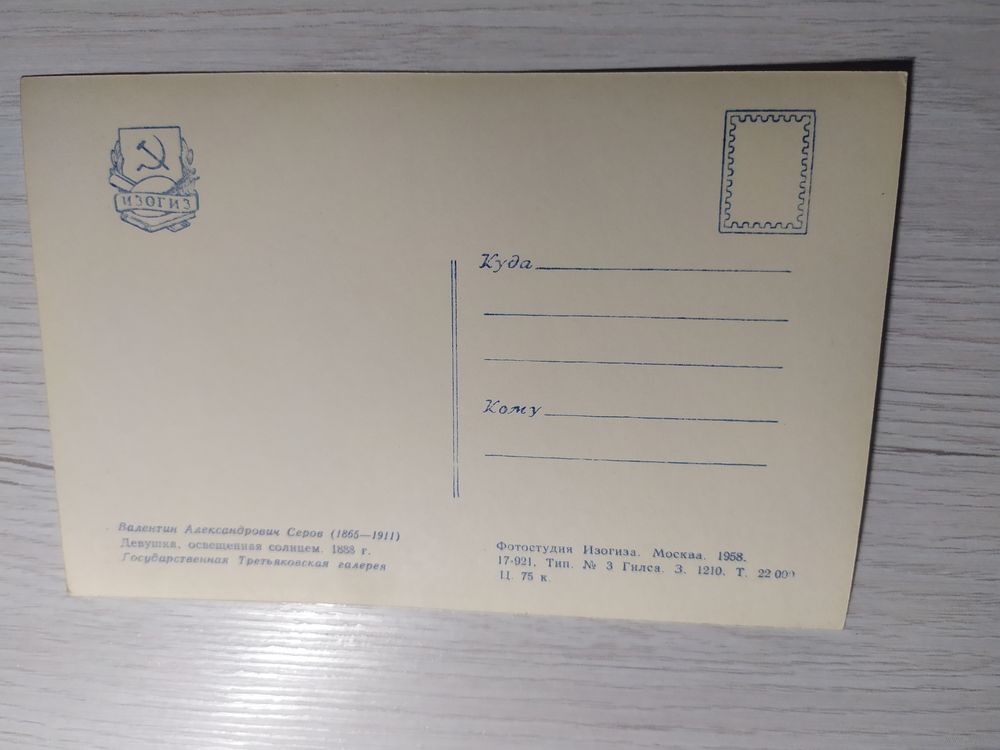 ИЗОГИЗ
Куда
Кому
Валентин Александрович Серов (1865—1911)
Девушка, освещенная солнцем. 1888 г.
Государственная Третьяковская галерея
Фотостудия Изогиза. Москва. 1958.
17-921. Тип. № 3 Гилса. З. 1210. Т. 22 000
Ц. 75 к.